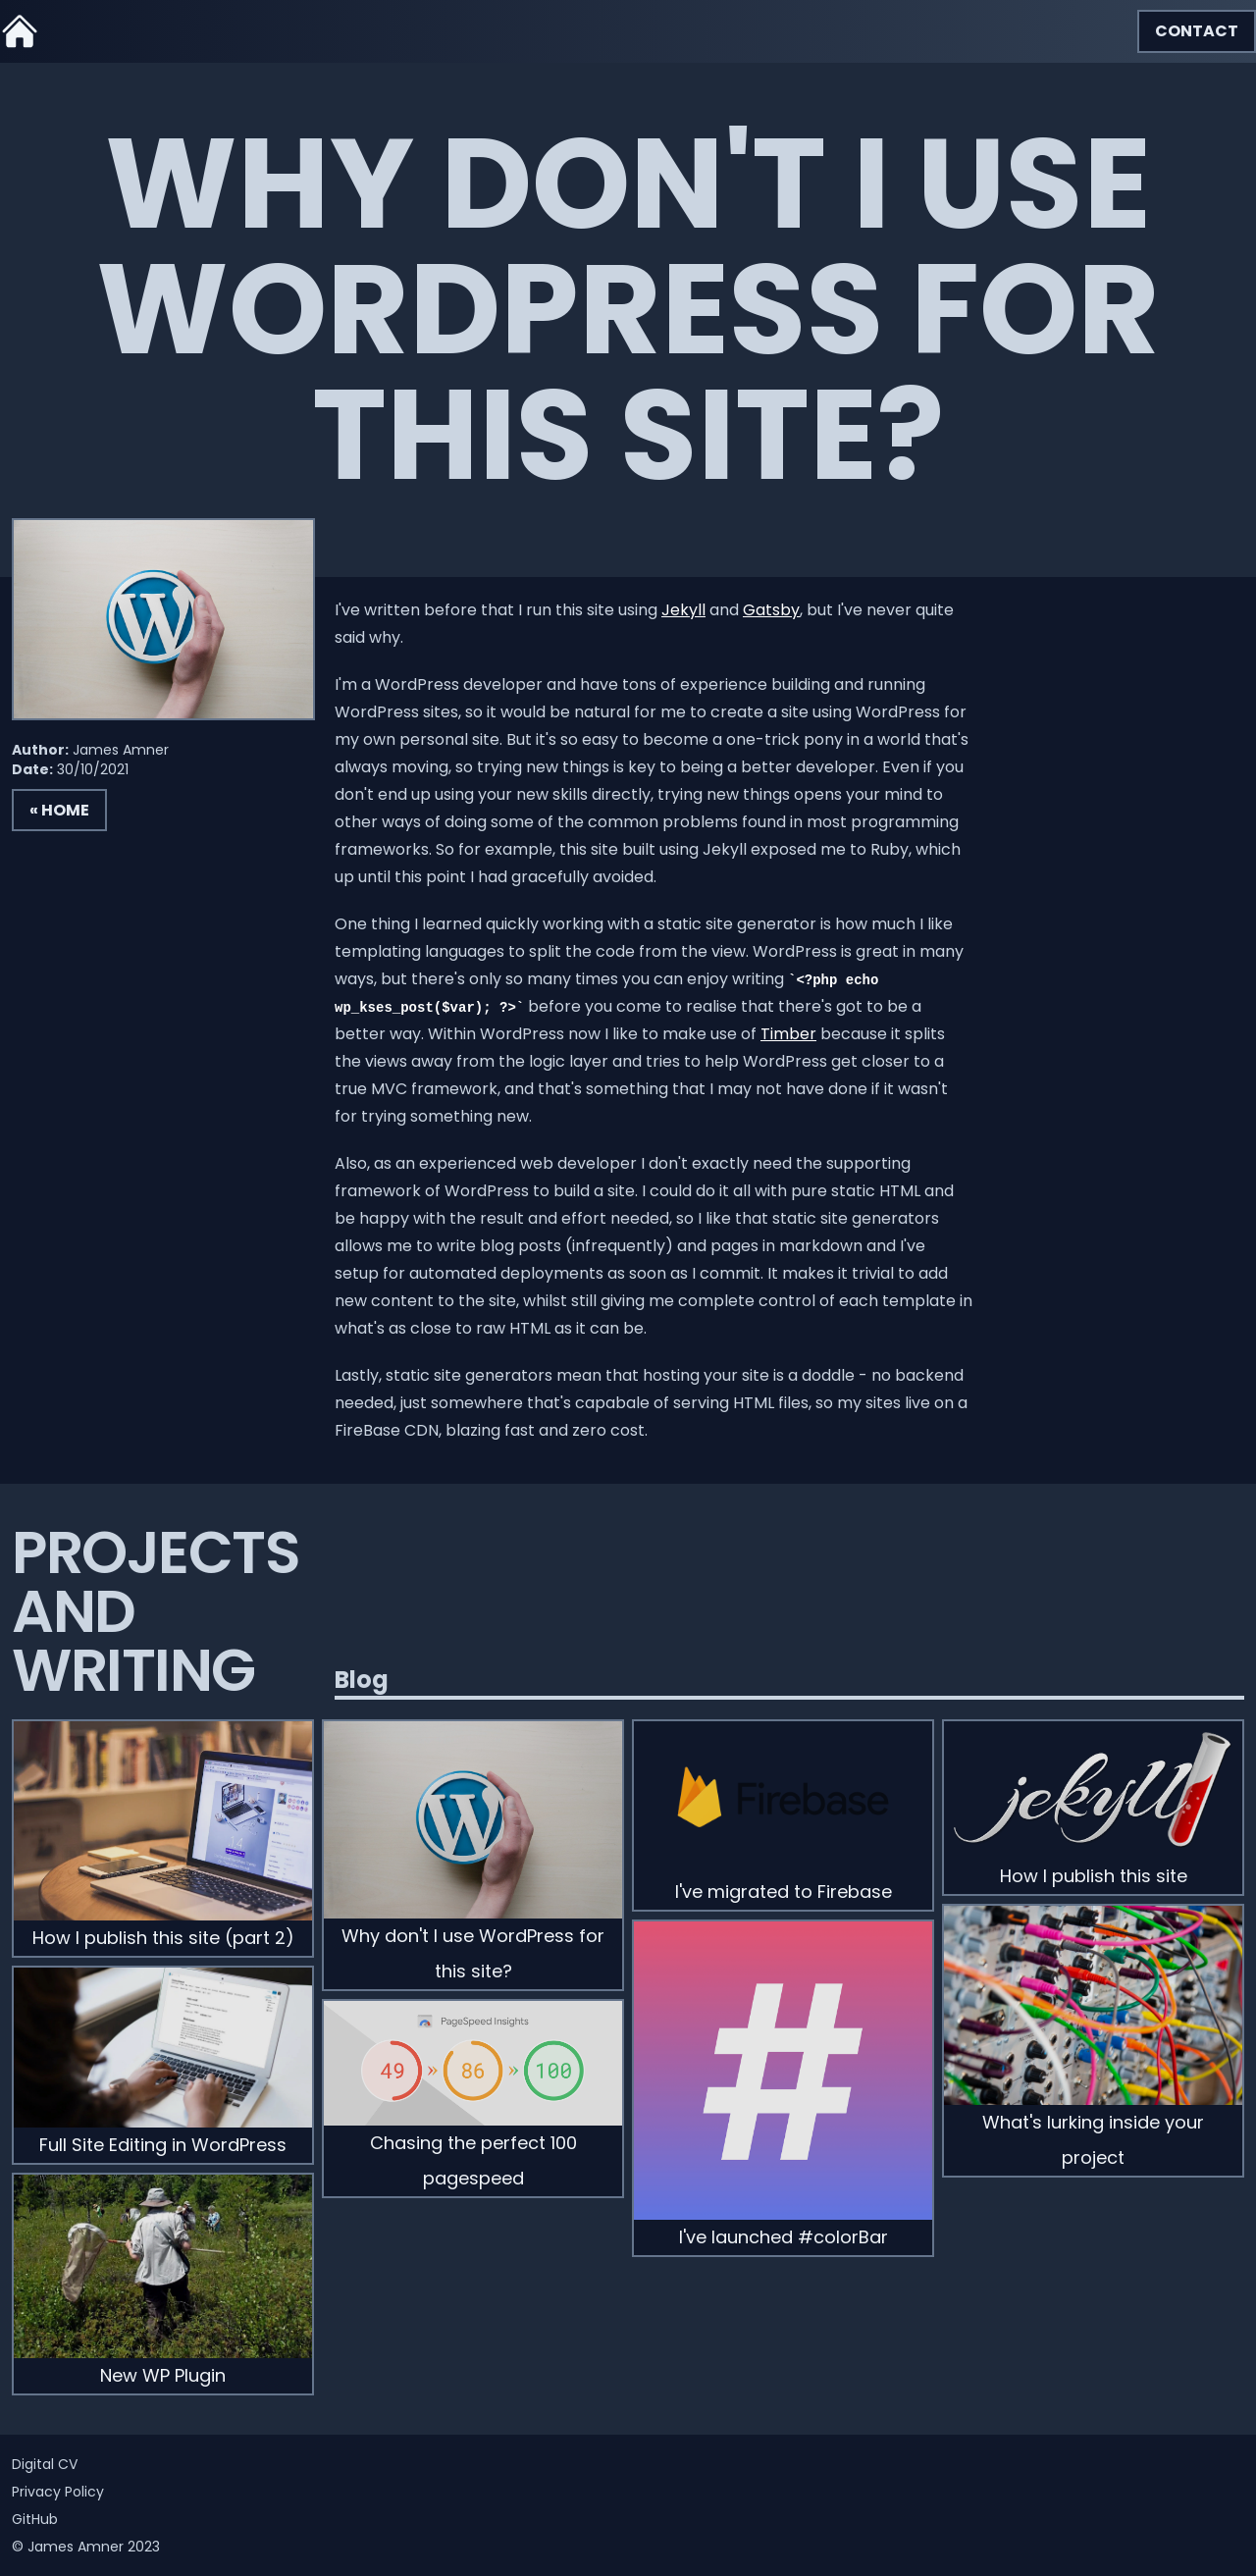 CONTACT
WHY DON'T I USE
WORDPRESS FOR
THIS SITE?
I've written before that I run this site using Jekyll and Gatsby, but I've never quite
said why.
I'm a WordPress developer and have tons of experience building and running
WordPress sites, so it would be natural for me to create a site using WordPress for
my own personal site. But it's so easy to become a one-trick pony in a world that's
always moving, so trying new things is key to being a better developer. Even if you
don't end up using your new skills directly, trying new things opens your mind to
other ways of doing some of the common problems found in most programming
frameworks. So for example, this site built using Jekyll exposed me to Ruby, which
up until this point I had gracefully avoided.
Author: James Amner
Date: 30/10/2021
« HOME
One thing I learned quickly working with a static site generator is how much I like
templating languages to split the code from the view. WordPress is great in many
ways, but there's only so many times you can enjoy writing `<?php echo
wp_kses_post($var); ?>` before you come to realise that there's got to be a
better way. Within WordPress now I like to make use of Timber because it splits
the views away from the logic layer and tries to help WordPress get closer to a
true MVC framework, and that's something that I may not have done if it wasn't
for trying something new.
Also, as an experienced web developer I don't exactly need the supporting
framework of WordPress to build a site. I could do it all with pure static HTML and
be happy with the result and effort needed, so I like that static site generators
allows me to write blog posts (infrequently) and pages in markdown and I've
setup for automated deployments as soon as I commit. It makes it trivial to add
new content to the site, whilst still giving me complete control of each template in
what's as close to raw HTML as it can be.
Lastly, static site generators mean that hosting your site is a doddle - no backend
needed, just somewhere that's capabale of serving HTML files, so my sites live on a
FireBase CDN, blazing fast and zero cost.
PROJECTS
AND
WRITING
Blog
How I publish this site (part 2)
Full Site Editing in WordPress
New WP Plugin
W
Why don't I use WordPress for
this site?
PageSpeed Insights
49 » 86 » 100
Chasing the perfect 100
pagespeed
Firebase
I've migrated to Firebase
#
I've launched #colorBar
jekyll
How I publish this site
What's lurking inside your
project
Digital CV
Privacy Policy
GitHub
© James Amner 2023